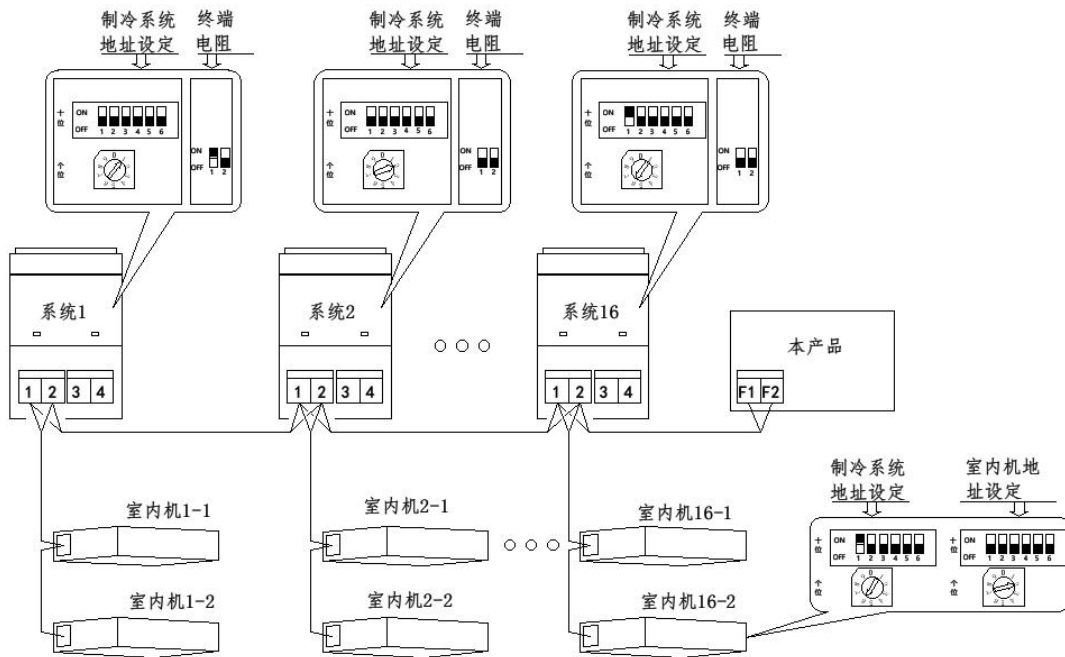 制冷系统
地址设定
终端
电阻
制冷系统
地址设定
终端
电阻
制冷系统
地址设定
终端
电阻
十位
ON
OFF
1 2 3 4 5 6
个位
ON
OFF
1 2
十位
ON
OFF
1 2 3 4 5 6
个位
ON
OFF
1 2
十位
ON
OFF
1 2 3 4 5 6
个位
ON
OFF
1 2
系统1
系统2
系统16
本产品
1 2 3 4
1 2 3 4
1 2 3 4
F1 F2
制冷系统
地址设定
室内机地
址设定
室内机1-1
室内机2-1
室内机16-1
十位
ON
OFF
1 2 3 4 5 6
个位
十位
ON
OFF
1 2 3 4 5 6
个位
室内机1-2
室内机2-2
室内机16-2